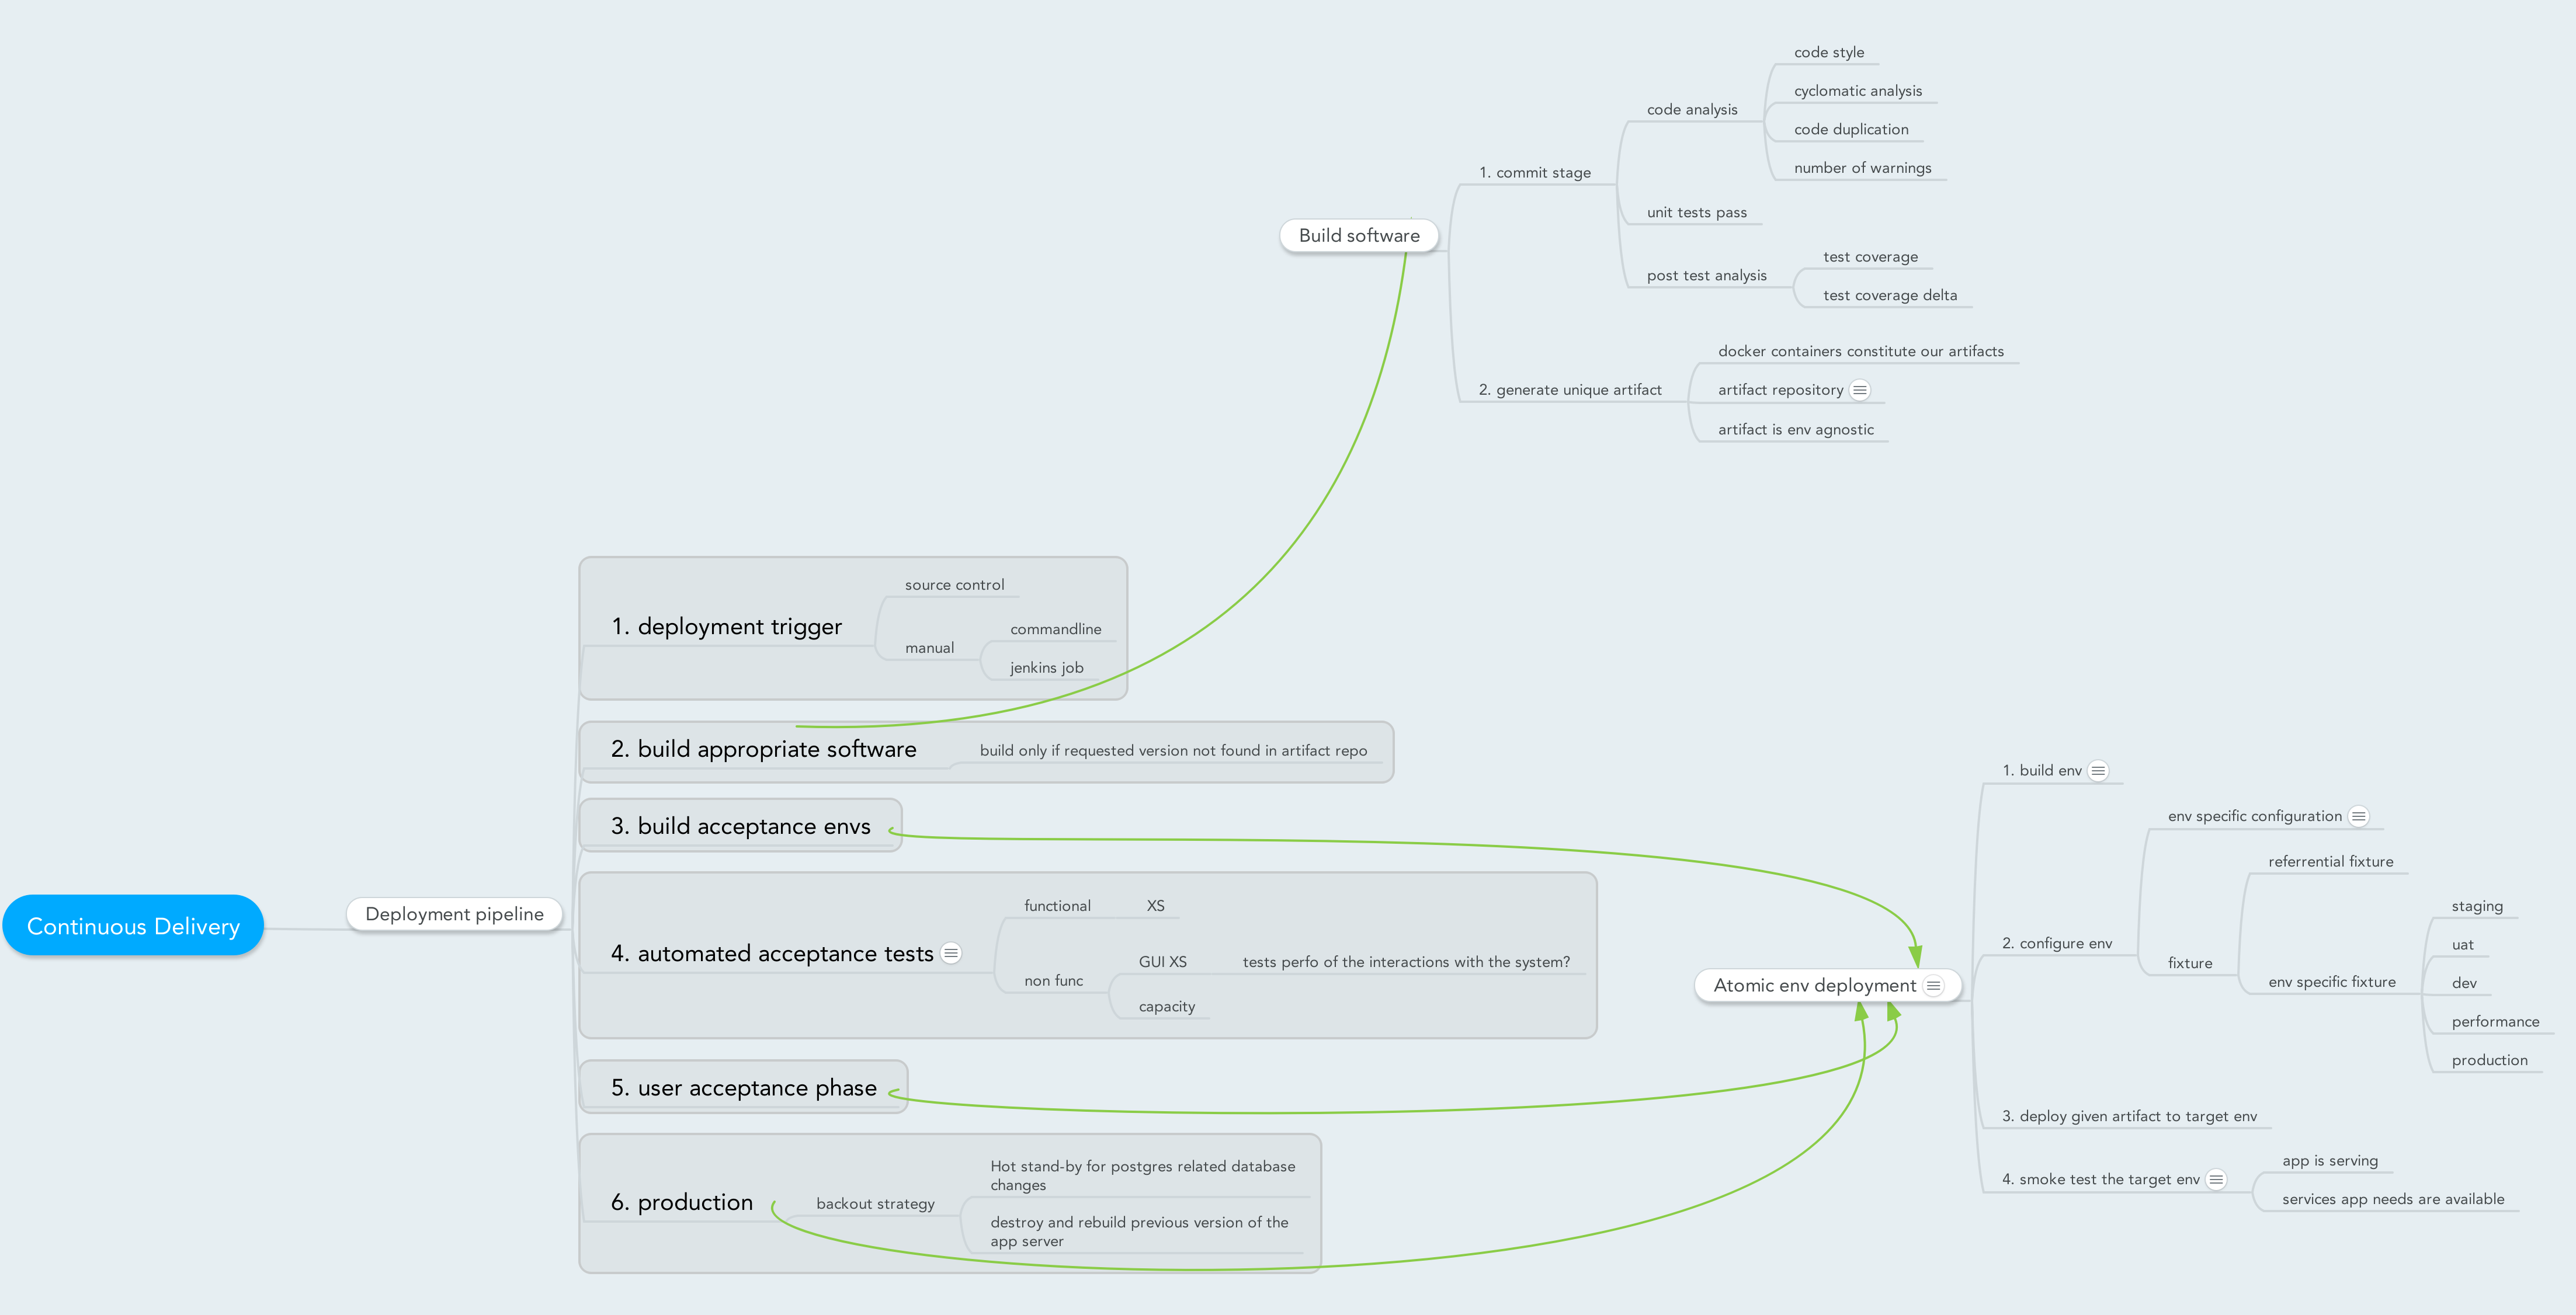 code style
cyclomatic analysis
code analysis
code duplication
number of warnings
1. commit stage
unit tests pass
Build software
test coverage
post test analysis
test coverage delta
docker containers constitute our artifacts
2. generate unique artifact
artifact repository
artifact is env agnostic
source control
1. deployment trigger
commandline
manual
jenkins job
2. build appropriate software
build only if requested version not found in artifact repo
3. build acceptance envs
functional
XS
4. automated acceptance tests
GUI XS
tests perfo of the interactions with the system?
non func
capacity
Continuous Delivery
Deployment pipeline
5. user acceptance phase
Hot stand-by for postgres related database
changes
6. production
backout strategy
destroy and rebuild previous version of the
app server
Atomic env deployment
1. build env
env specific configuration
referrential fixture
2. configure env
fixture
env specific fixture
staging
uat
dev
performance
production
3. deploy given artifact to target env
4. smoke test the target env
app is serving
services app needs are available